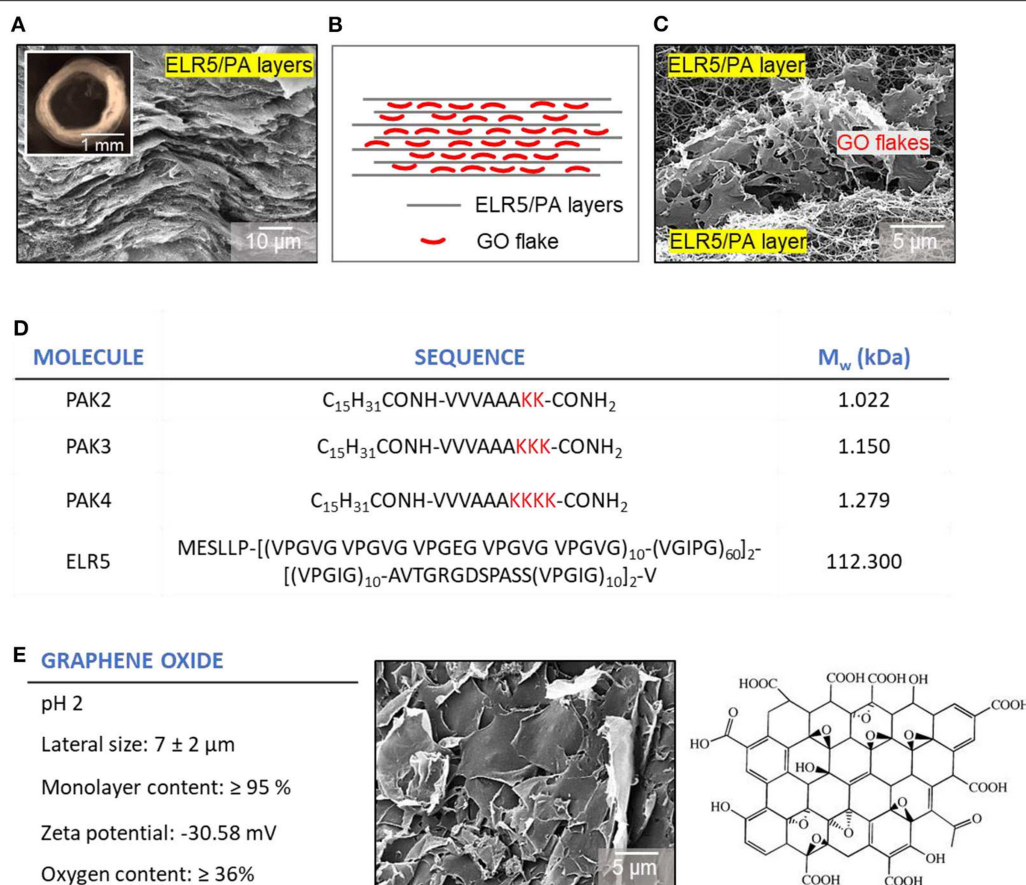 A
ELR5/PA layers
1 mm
10 µm
B
ELR5/PA layers
GO flake
C
ELR5/PA layer
GO flakes
ELR5/PA layer
5 µm
D
MOLECULE SEQUENCE M<sub>w</sub> (kDa)
PAK2 C₁₅H₃₁CONH-VVVAAAKK-CONH₂ 1.022
PAK3 C₁₅H₃₁CONH-VVVAAAKKK-CONH₂ 1.150
PAK4 C₁₅H₃₁CONH-VVVAAAKKKK-CONH₂ 1.279
ELR5 MESLLP-[(VPGVG VPGVG VPGEG VPGVG VPGVG)₁₀-(VGIPG)₆₀]₂- 112.300
[(VPGIG)₁₀-AVTGRGDSPASS(VPGIG)₁₀]₂-V
E
GRAPHENE OXIDE
pH 2
Lateral size: 7 ± 2 µm
Monolayer content: ≥ 95 %
Zeta potential: -30.58 mV
Oxygen content: ≥ 36%
5 µm
HOOC
COOH
COOH
OH
COOH
O
HO
O
O
O
O
HO
COOH
HO
O
O
O
O
O
OH
COOH
COOH